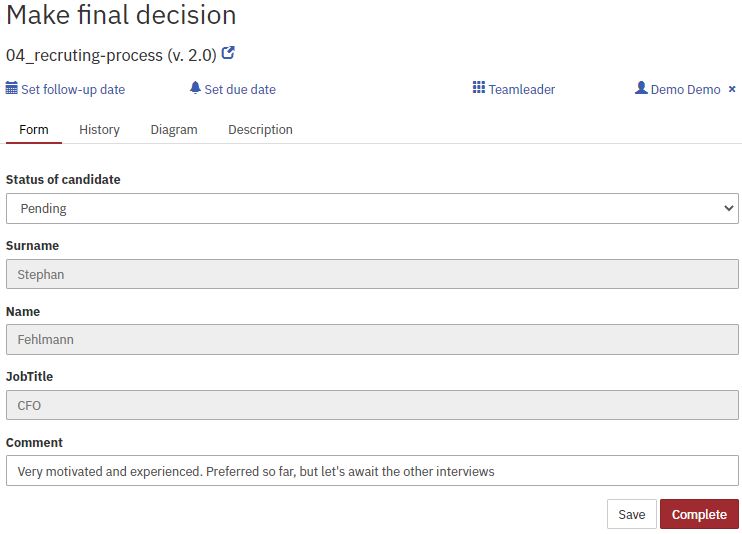 Make final decision
04_recruting-process (v. 2.0)
Set follow-up date Set due date Teamleader Demo Demo ×
Form History Diagram Description
Status of candidate
Pending
Surname
Stephan
Name
Fehlmann
JobTitle
CFO
Comment
Very motivated and experienced. Preferred so far, but let's await the other interviews
Save Complete